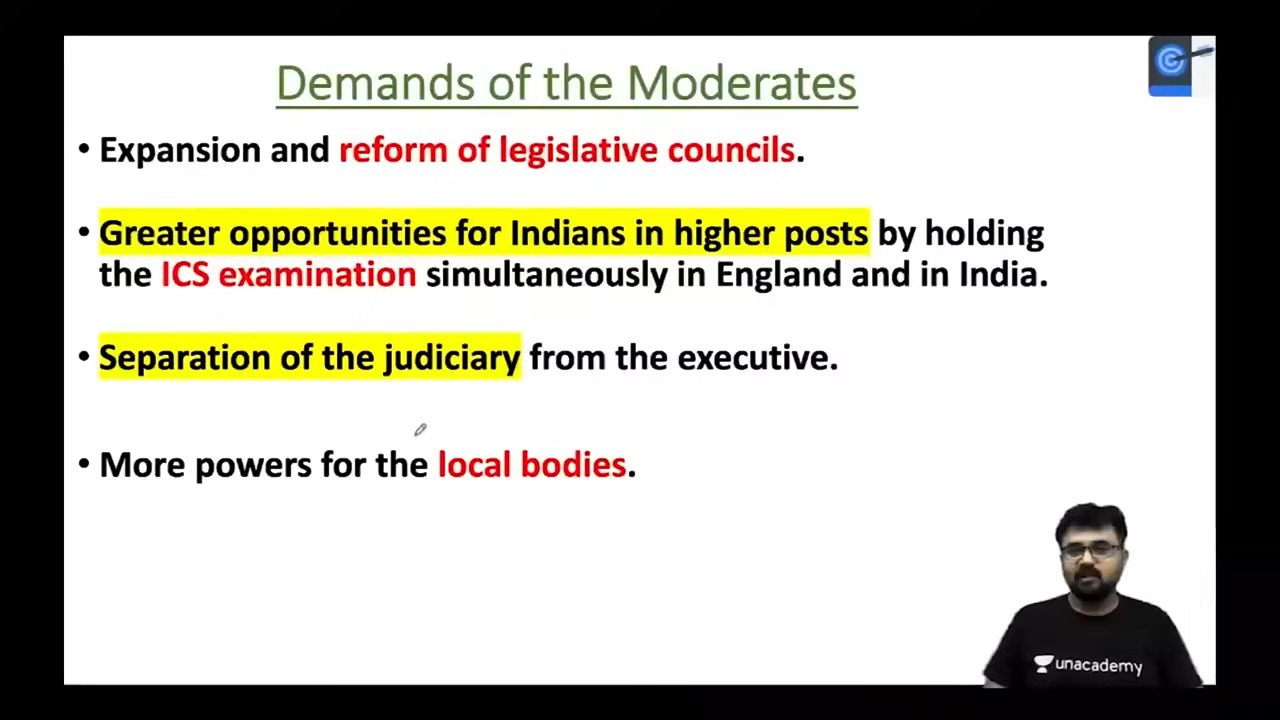 Demands of the Moderates
• Expansion and reform of legislative councils.
• Greater opportunities for Indians in higher posts by holding
the ICS examination simultaneously in England and in India.
• Separation of the judiciary from the executive.
• More powers for the local bodies.
unacademy